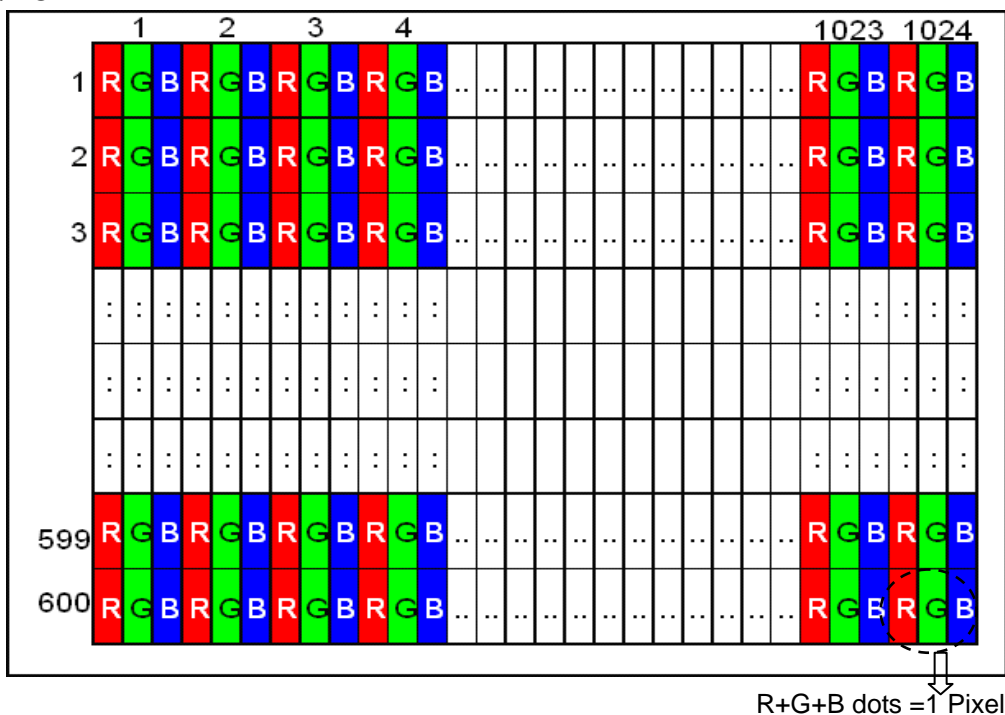 1 2 3 4 1023 1024
1 R G B R G B R G B R G B .. .. .. .. .. .. .. .. .. .. .. .. R G B R G B
2 R G B R G B R G B R G B .. .. .. .. .. .. .. .. .. .. .. .. R G B R G B
3 R G B R G B R G B R G B .. .. .. .. .. .. .. .. .. .. .. .. R G B R G B
: : : : : : : : : : : : : : : : : :
: : : : : : : : : : : : : : : : : :
: : : : : : : : : : : : : : : : : :
599 R G B R G B R G B R G B .. .. .. .. .. .. .. .. .. .. .. .. R G B R G B
600 R G B R G B R G B R G B .. .. .. .. .. .. .. .. .. .. .. .. R G B R G B
R+G+B dots =1 Pixel